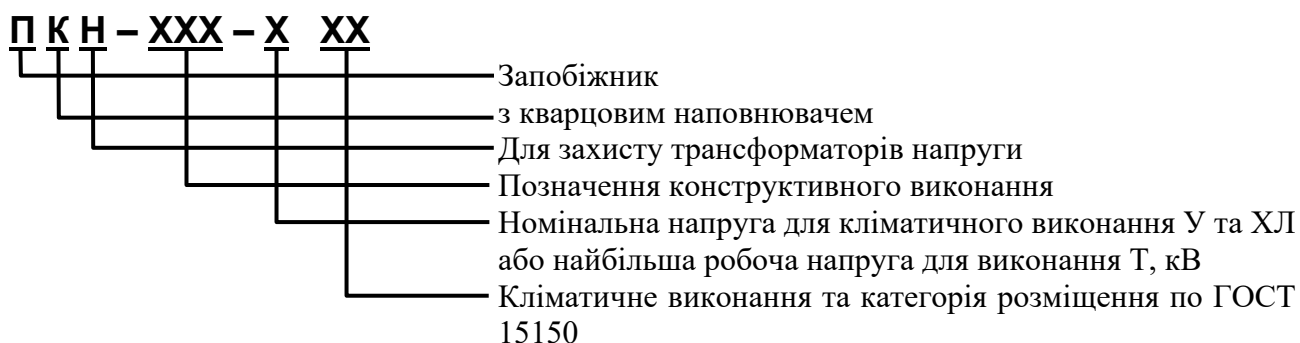 П К Н – ХХХ – Х ХХ
Запобіжник
з кварцовим наповнювачем
Для захисту трансформаторів напруги
Позначення конструктивного виконання
Номінальна напруга для кліматичного виконання У та ХЛ
або найбільша робоча напруга для виконання Т, кВ
Кліматичне виконання та категорія розміщення по ГОСТ
15150